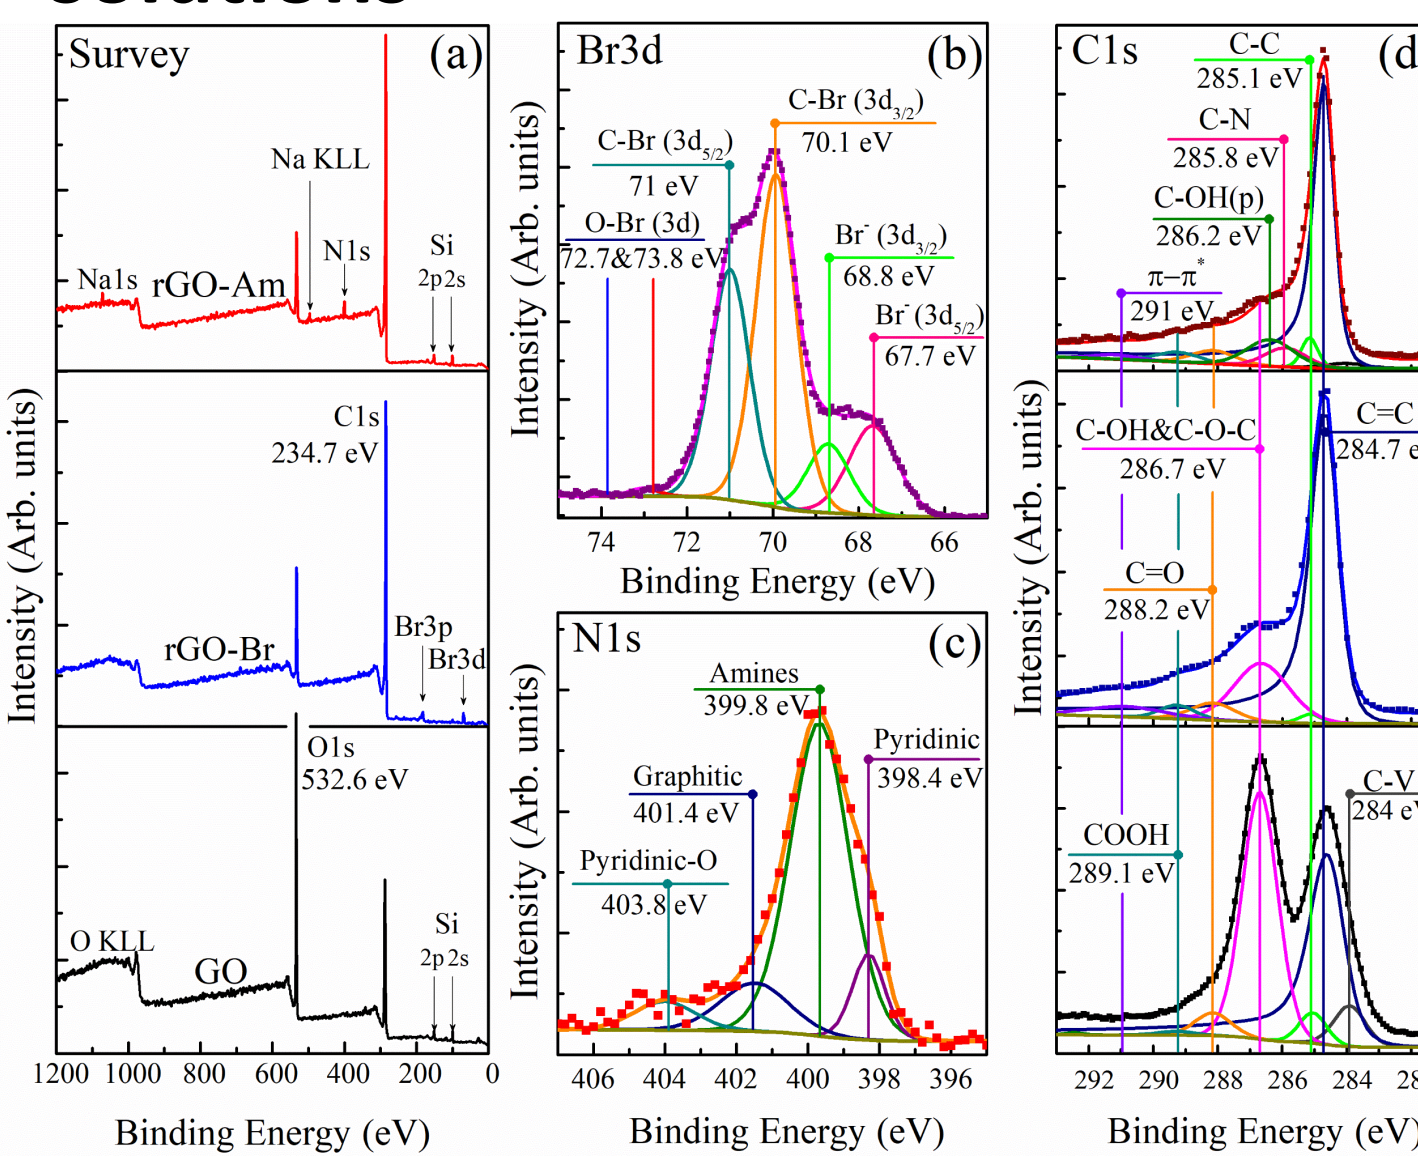 Survey
(a)
Na KLL
N1s
Si
2p 2s
Na1s
rGO-Am
C1s
234.7 eV
Br3p
Br3d
rGO-Br
O1s
532.6 eV
O KLL
GO
Si
2p 2s
1200 1000 800 600 400 200 0
Binding Energy (eV)
Intensity (Arb. units)
Br3d
(b)
C-Br (3d3/2)
70.1 eV
C-Br (3d5/2)
71 eV
O-Br (3d)
72.7&73.8 eV
Br- (3d3/2)
68.8 eV
Br- (3d5/2)
67.7 eV
74 72 70 68 66
Binding Energy (eV)
Intensity (Arb. units)
N1s
(c)
Amines
399.8 eV
Pyridinic
398.4 eV
Graphitic
401.4 eV
Pyridinic-O
403.8 eV
406 404 402 400 398 396
Binding Energy (eV)
Intensity (Arb. units)
C1s
(d
C-C
285.1 eV
C-N
285.8 eV
C-OH(p)
286.2 eV
π–π*
291 eV
C-OH&C-O-C
286.7 eV
C=C
284.7 e
C=O
288.2 eV
C-V
284 eV
COOH
289.1 eV
292 290 288 286 284 28
Binding Energy (eV)
Intensity (Arb. units)